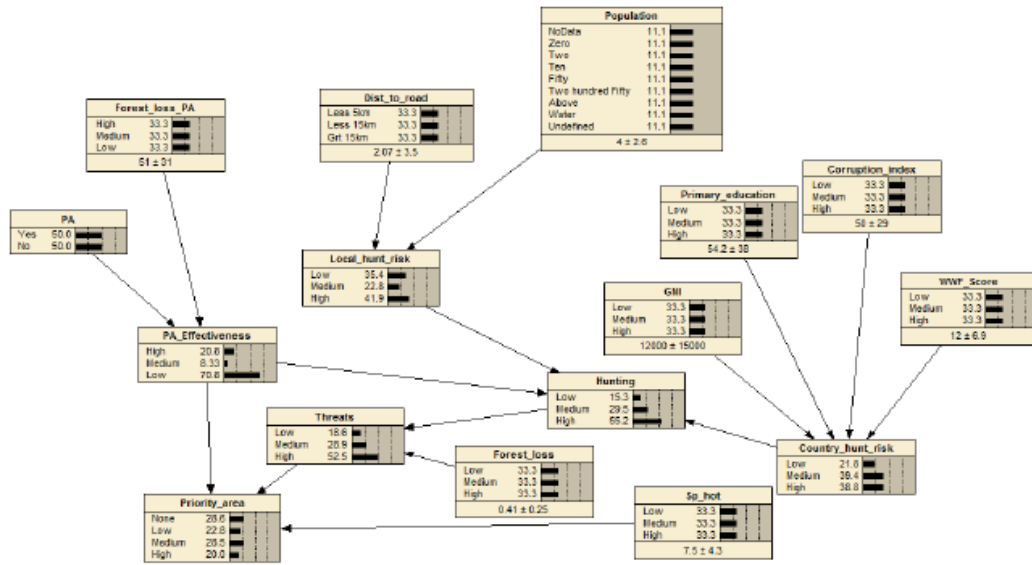 Population
NoData 11.1
Zero 11.1
Two 11.1
Ten 11.1
Fifty 11.1
Two hundred Fifty 11.1
Above 11.1
Water 11.1
Undefined 11.1
4 ± 2.6
Forest_loss_PA
High 33.3
Medium 33.3
Low 33.3
51 ± 31
Dist_to_road
Less 5km 33.3
Less 15km 33.3
Grt 15km 33.3
2.07 ± 3.5
Corruption_index
Low 33.3
Medium 33.3
High 33.3
50 ± 29
Primary_education
Low 33.3
Medium 33.3
High 33.3
54.2 ± 38
PA
Yes 50.0
No 50.0
Local_hunt_risk
Low 35.4
Medium 22.8
High 41.9
GNI
Low 33.3
Medium 33.3
High 33.3
12000 ± 15000
WWF_Score
Low 33.3
Medium 33.3
High 33.3
12 ± 6.9
PA_Effectiveness
High 20.8
Medium 8.33
Low 70.8
Hunting
Low 15.3
Medium 29.5
High 55.2
Threats
Low 18.6
Medium 28.9
High 52.5
Forest_loss
Low 33.3
Medium 33.3
High 33.3
0.41 ± 0.25
Country_hunt_risk
Low 21.8
Medium 39.4
High 38.8
Priority_area
None 28.6
Low 22.8
Medium 28.5
High 20.0
Sp_hot
Low 33.3
Medium 33.3
High 33.3
7.5 ± 4.3